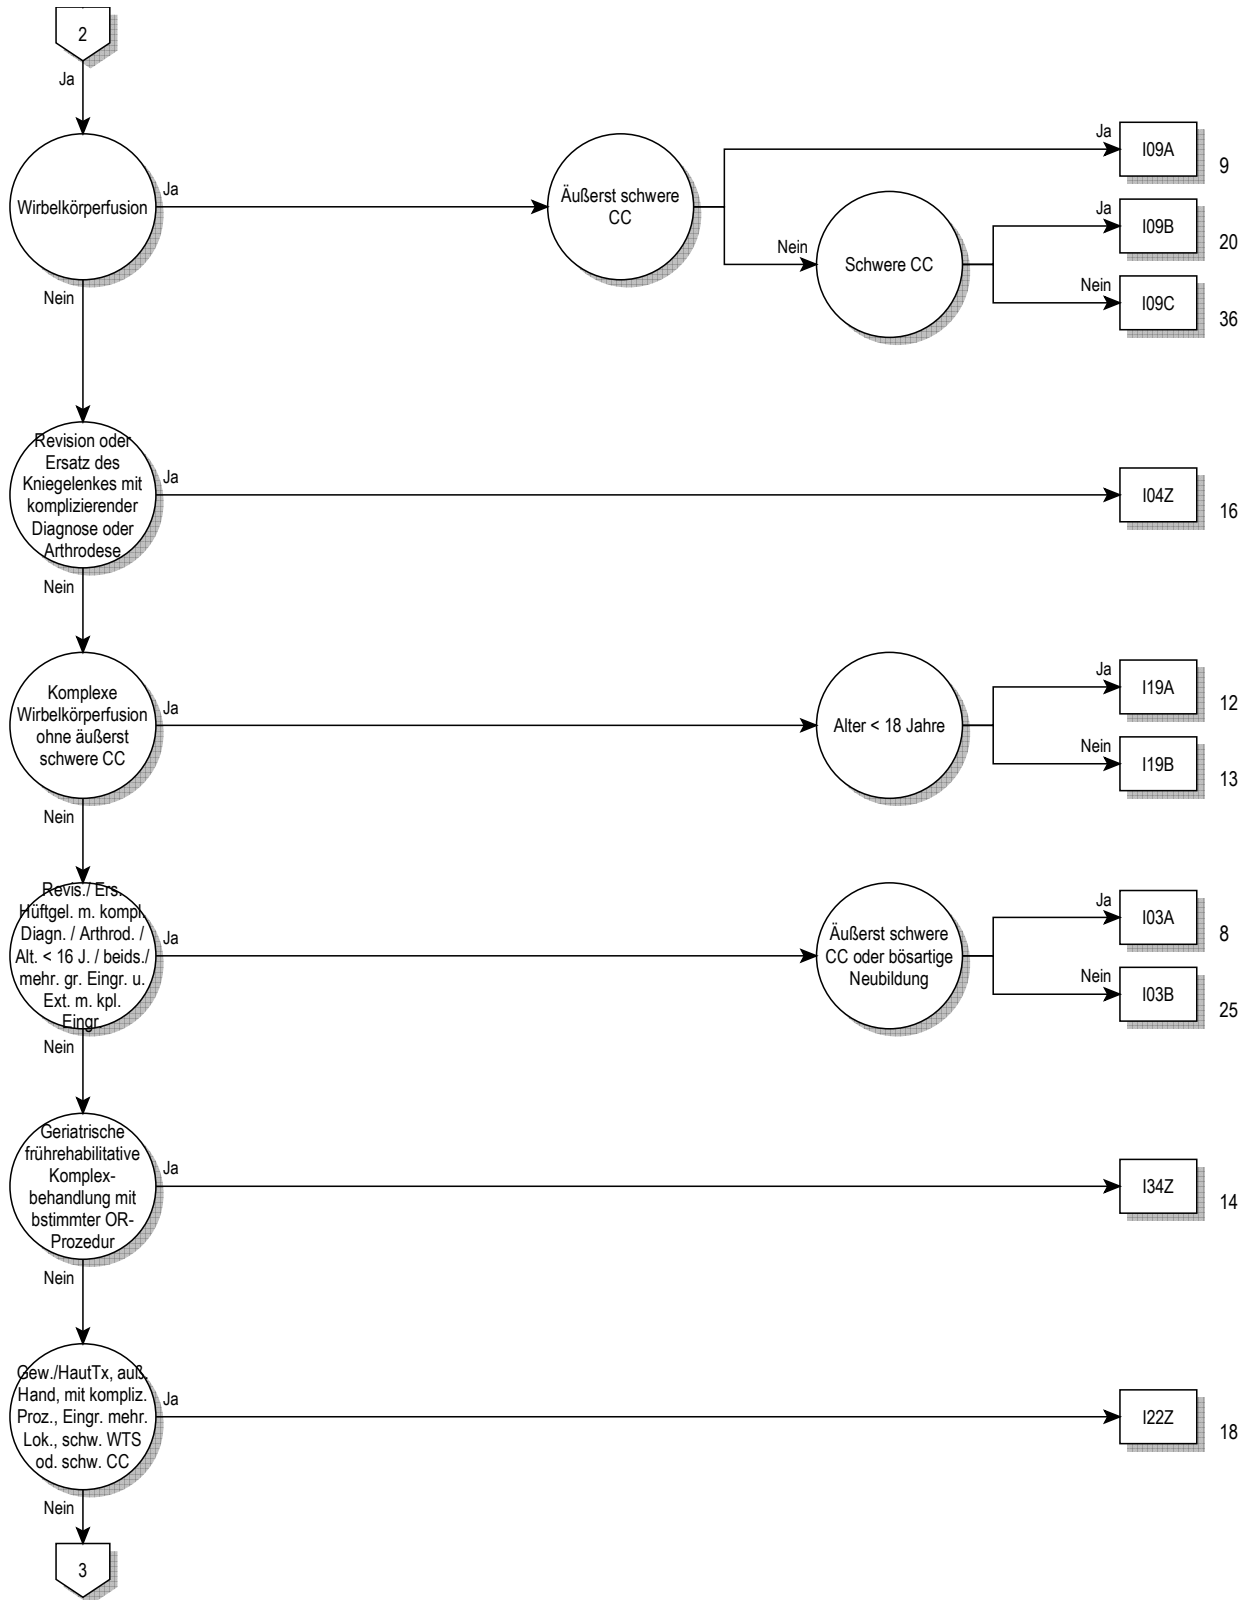 2
Ja
Wirbelkörperfusion
Ja
Äußerst schwere
CC
Ja
I09A
9
Nein
Schwere CC
Ja
I09B
20
Nein
I09C
36
Nein
Revision oder
Ersatz des
Kniegelenkes mit
komplizierender
Diagnose oder
Arthrodese
Ja
I04Z
16
Nein
Komplexe
Wirbelkörperfusion
ohne äußerst
schwere CC
Ja
Alter < 18 Jahre
Ja
I19A
12
Nein
I19B
13
Nein
Revis./ Ers.
Hüftgel. m. kompl.
Diagn. / Arthrod. /
Alt. < 16 J. / beids./
mehr. gr. Eingr. u.
Ext. m. kpl.
Eingr.
Ja
Äußerst schwere
CC oder bösartige
Neubildung
Ja
I03A
8
Nein
I03B
25
Nein
Geriatrische
frührehabilitative
Komplex-
behandlung mit
bstimmter OR-
Prozedur
Ja
I34Z
14
Nein
Gew./HautTx, auß.
Hand, mit kompliz.
Proz., Eingr. mehr.
Lok., schw. WTS
od. schw. CC
Ja
I22Z
18
Nein
3